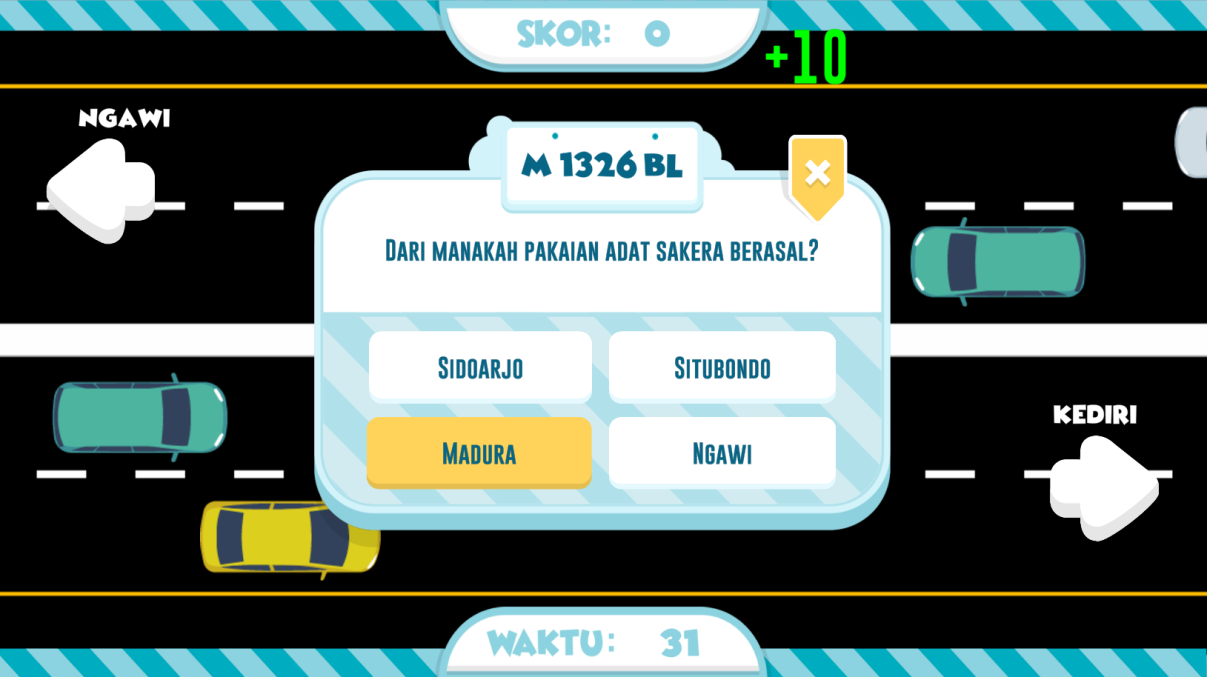 SKOR: 0
+10
NGAWI
M 1326 BL
DARI MANAKAH PAKAIAN ADAT SAKERA BERASAL?
SIDOARJO
SITUBONDO
MADURA
NGAWI
KEDIRI
WAKTU: 31